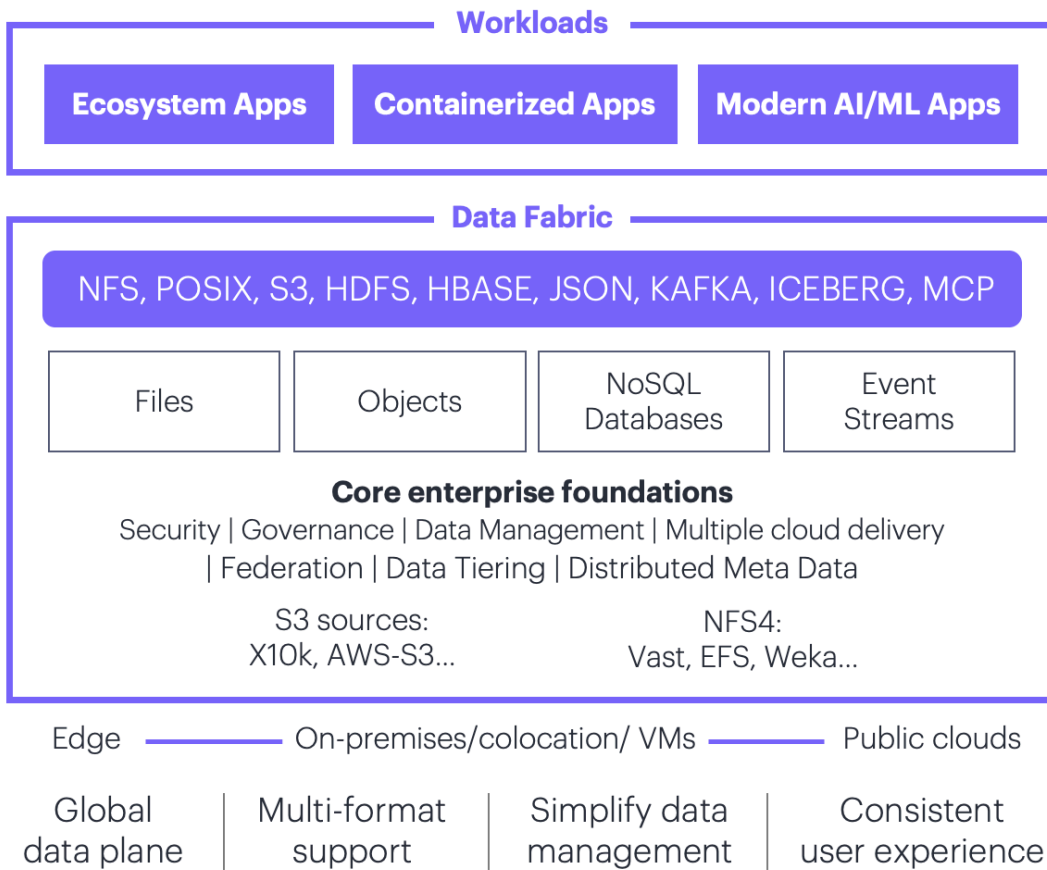 Workloads
Ecosystem Apps
Containerized Apps
Modern AI/ML Apps
Data Fabric
NFS, POSIX, S3, HDFS, HBASE, JSON, KAFKA, ICEBERG, MCP
Files
Objects
NoSQL
Databases
Event
Streams
Core enterprise foundations
Security | Governance | Data Management | Multiple cloud delivery
| Federation | Data Tiering | Distributed Meta Data
S3 sources:
X10k, AWS-S3...
NFS4:
Vast, EFS, Weka...
Edge
On-premises/colocation/ VMs
Public clouds
Global
data plane
Multi-format
support
Simplify data
management
Consistent
user experience